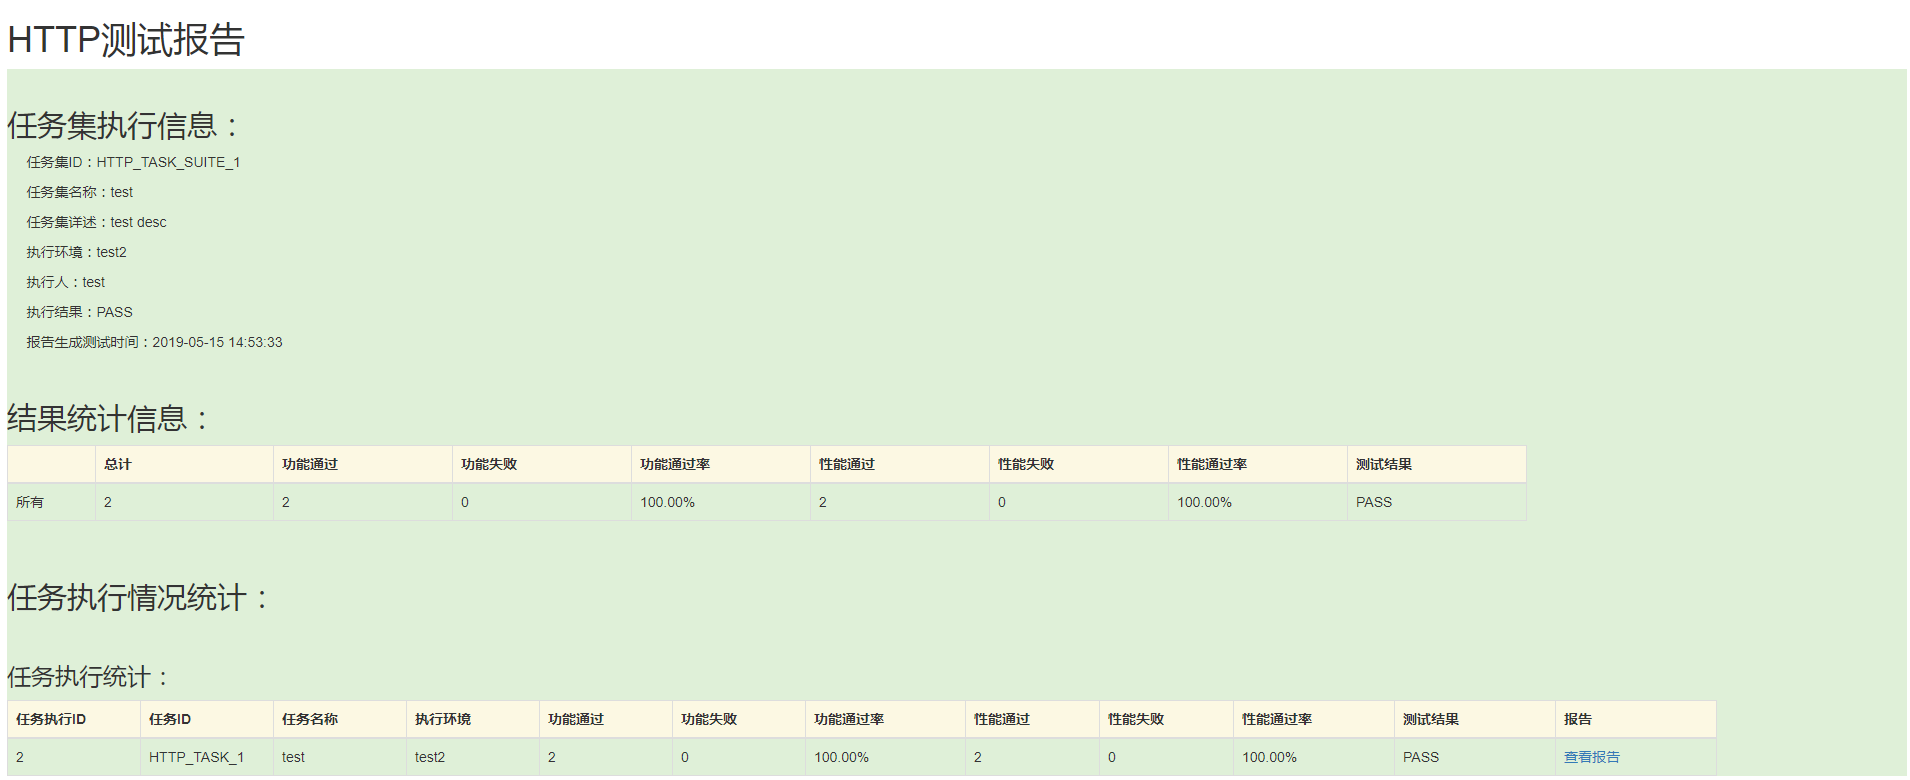 HTTP测试报告
任务集执行信息：
任务集ID：HTTP_TASK_SUITE_1
任务集名称：test
任务集详述：test desc
执行环境：test2
执行人：test
执行结果：PASS
报告生成测试时间：2019-05-15 14:53:33
结果统计信息：
总计 功能通过 功能失败 功能通过率 性能通过 性能失败 性能通过率 测试结果
所有 2 2 0 100.00% 2 0 100.00% PASS
任务执行情况统计：
任务执行统计：
任务执行ID 任务ID 任务名称 执行环境 功能通过 功能失败 功能通过率 性能通过 性能失败 性能通过率 测试结果 报告
2 HTTP_TASK_1 test test2 2 0 100.00% 2 0 100.00% PASS 查看报告